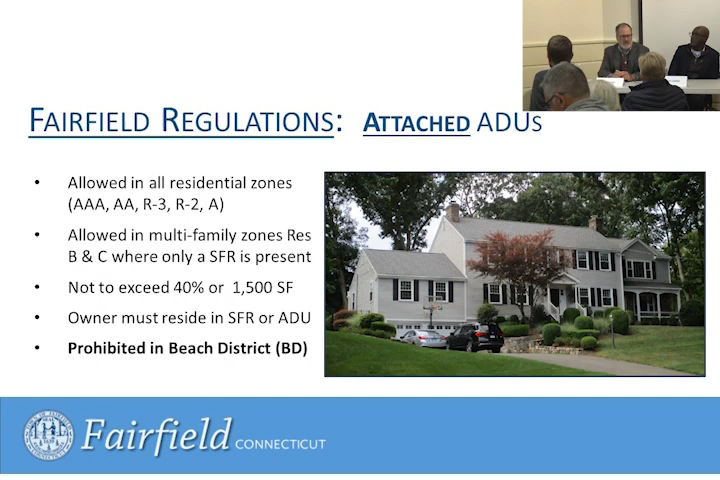 FAIRFIELD REGULATIONS: ATTACHED ADUS
• Allowed in all residential zones
(AAA, AA, R-3, R-2, A)
• Allowed in multi-family zones Res
B & C where only a SFR is present
• Not to exceed 40% or 1,500 SF
• Owner must reside in SFR or ADU
• Prohibited in Beach District (BD)
Fairfield CONNECTICUT